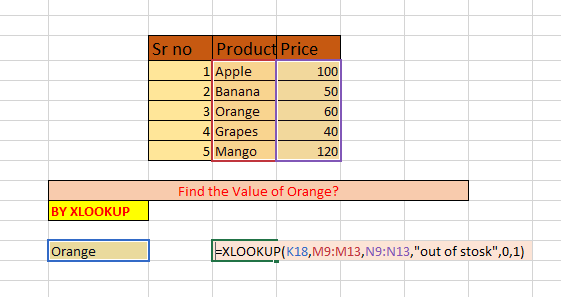 Sr no Product Price
1 Apple 100
2 Banana 50
3 Orange 60
4 Grapes 40
5 Mango 120
Find the Value of Orange?
BY XLOOKUP
Orange =XLOOKUP(K18,M9:M13,N9:N13,"out of stosk",0,1)